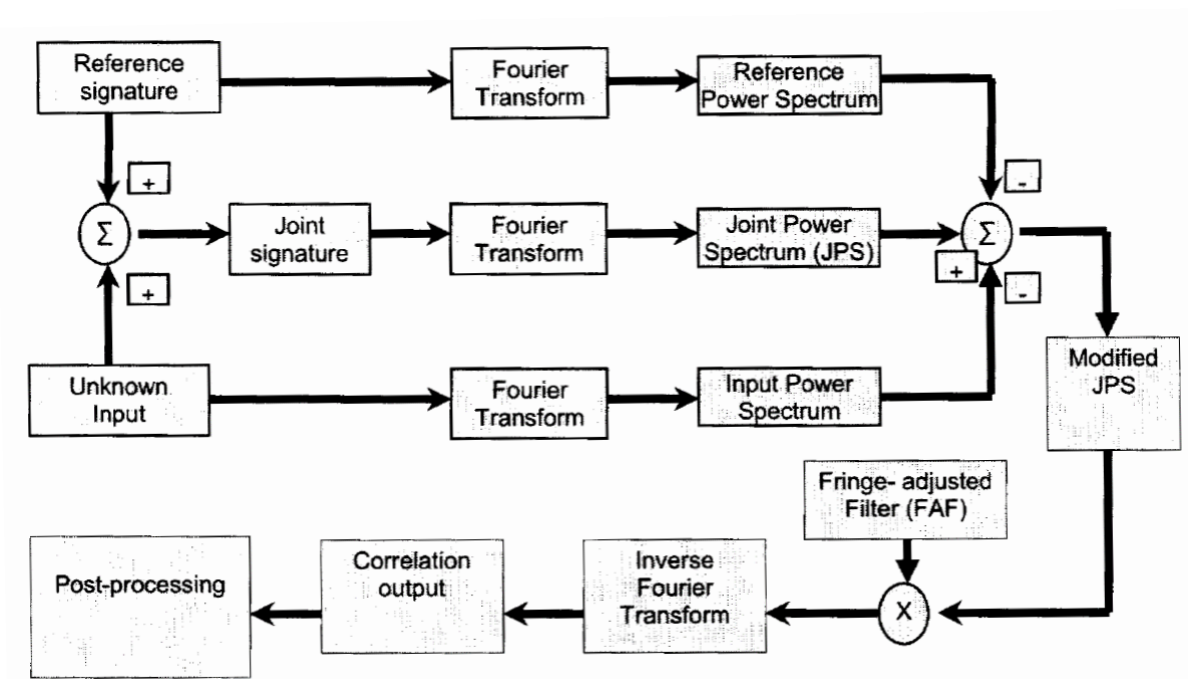 Reference
signature
Fourier
Transform
Reference
Power Spectrum
+
-
Σ
Joint
signature
Fourier
Transform
Joint Power
Spectrum (JPS)
Σ
+
+
-
Unknown
Input
Fourier
Transform
Input Power
Spectrum
Modified
JPS
Fringe- adjusted
Filter (FAF)
Post-processing
Correlation
output
Inverse
Fourier
Transform
X